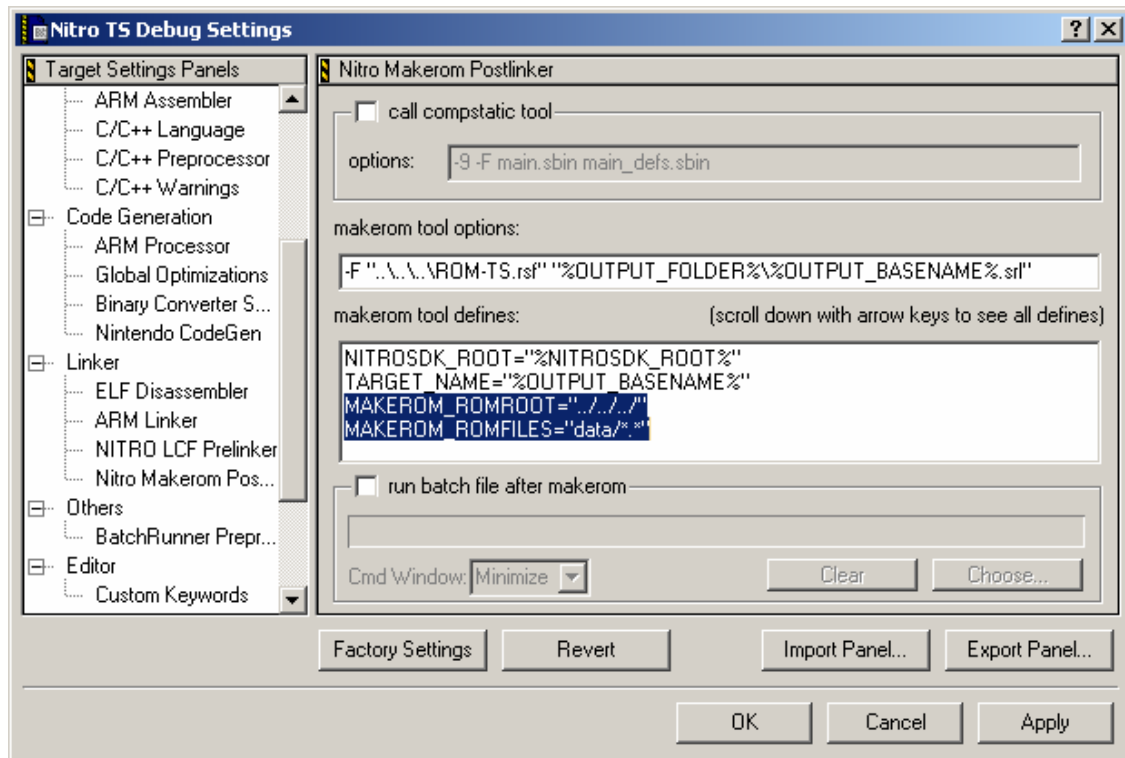 Nitro TS Debug Settings
Target Settings Panels
ARM Assembler
C/C++ Language
C/C++ Preprocessor
C/C++ Warnings
Code Generation
ARM Processor
Global Optimizations
Binary Converter S...
Nintendo CodeGen
Linker
ELF Disassembler
ARM Linker
NITRO LCF Prelinker
Nitro Makerom Pos...
Others
BatchRunner Prepr...
Editor
Custom Keywords
Nitro Makerom Postlinker
call compstatic tool
options: -9 -F main.sbin main_defs.sbin
makerom tool options:
-F "..\..\..\ROM-TS.rsf" "%OUTPUT_FOLDER%\%OUTPUT_BASENAME%.srl"
makerom tool defines: (scroll down with arrow keys to see all defines)
NITROSDK_ROOT="%NITROSDK_ROOT%"
TARGET_NAME="%OUTPUT_BASENAME%"
MAKEROM_ROMROOT="../../../"
MAKEROM_ROMFILES="data/*.*"
run batch file after makerom
Cmd Window: Minimize Clear Choose...
Factory Settings Revert Import Panel... Export Panel...
OK Cancel Apply